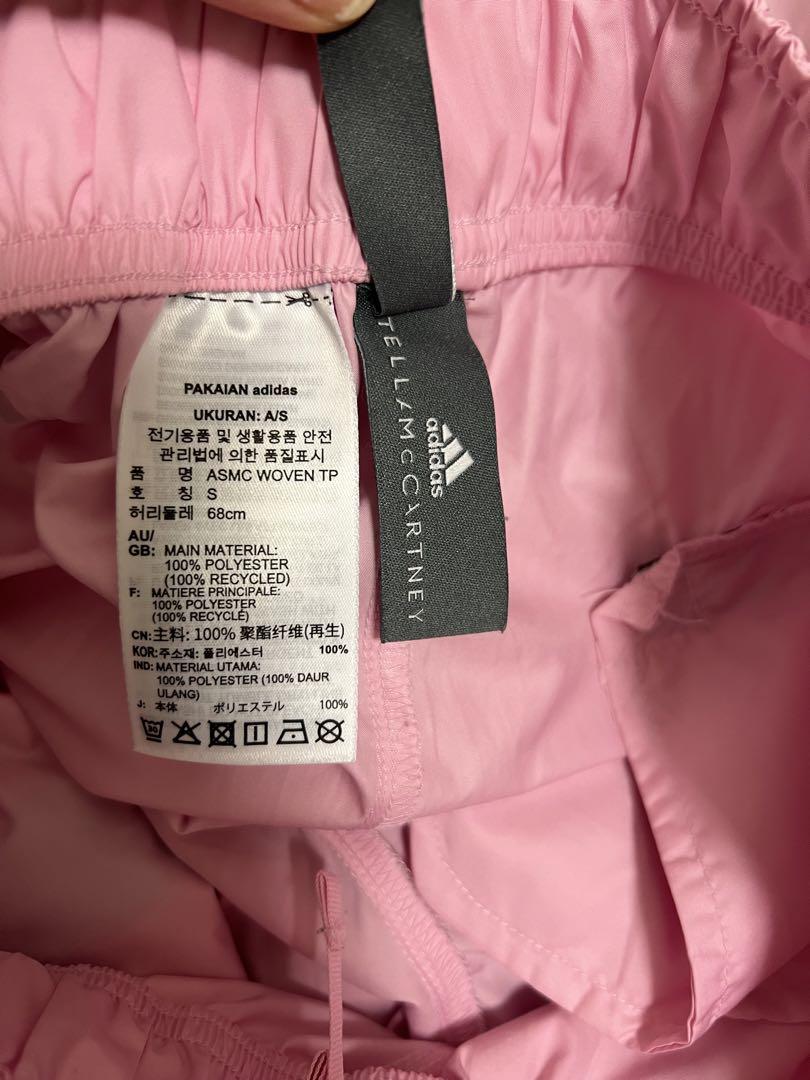 PAKAIAN adidas
UKURAN: A/S
전기용품 및 생활용품 안전
관리법에 의한 품질표시
품 명 ASMC WOVEN TP
호 칭 S
허리둘레 68cm
AU/
GB: MAIN MATERIAL:
100% POLYESTER
(100% RECYCLED)
F: MATIERE PRINCIPALE:
100% POLYESTER
(100% RECYCLÉ)
CN: 主料: 100% 聚酯纤维(再生)
KOR: 주소재: 폴리에스터 100%
IND: MATERIAL UTAMA:
100% POLYESTER (100% DAUR
ULANG)
J: 本体 ポリエステル 100%
30
adidas
TELLAMCCARTNEY